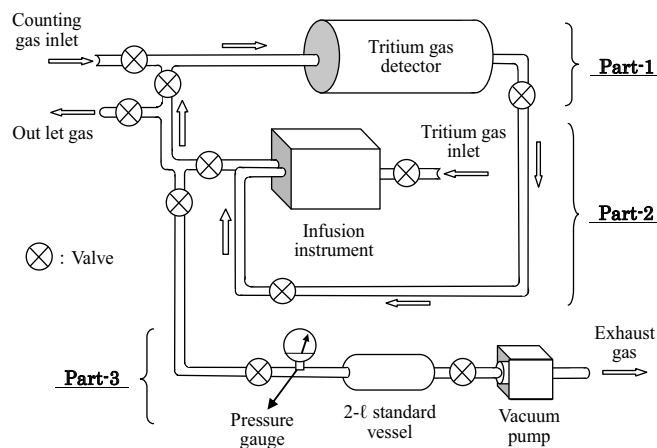 Counting
gas inlet
Tritium gas
detector
Part-1
Out let gas
Tritium gas
inlet
Infusion
instrument
Part-2
: Valve
Exhaust
gas
Part-3
Pressure
gauge
2-ℓ standard
vessel
Vacuum
pump